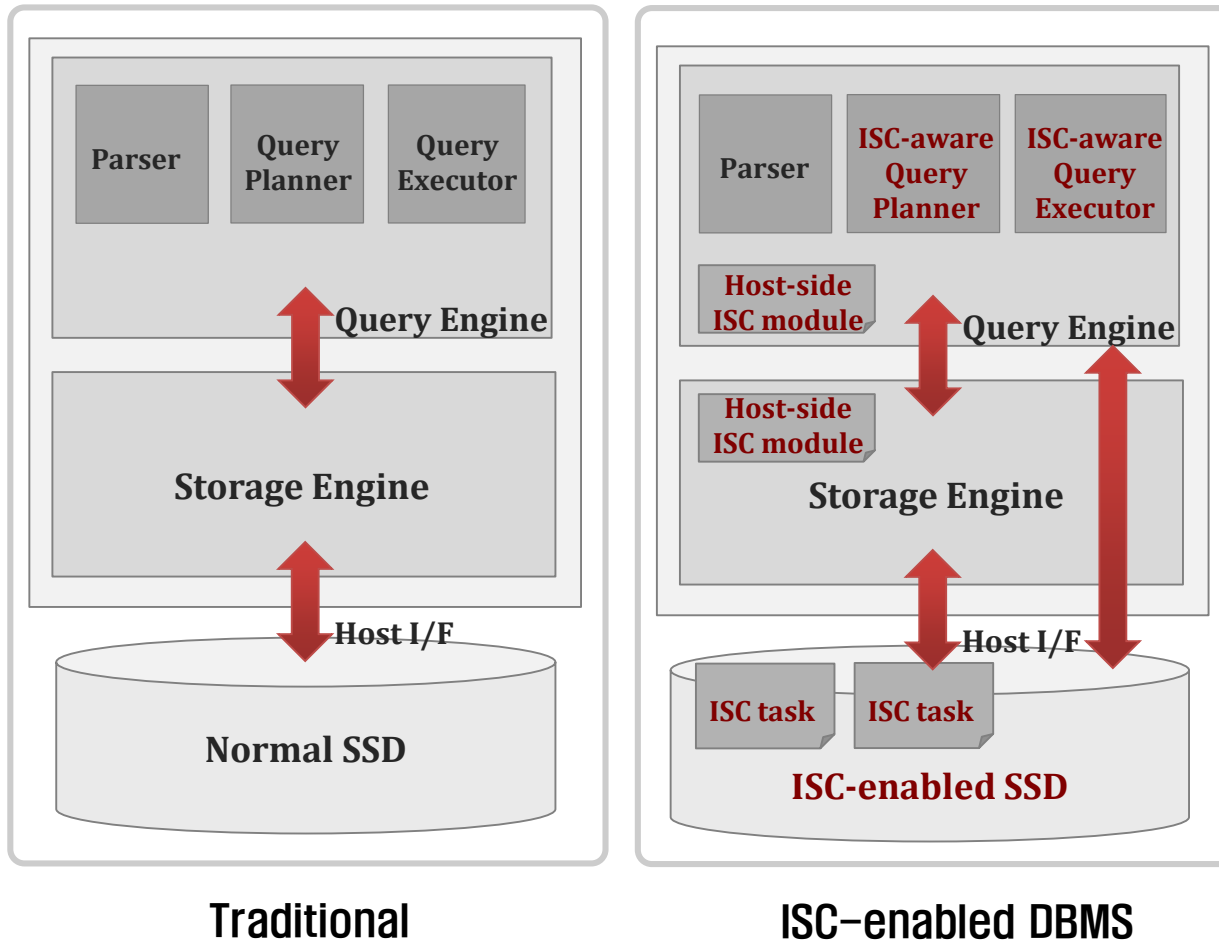 Parser
Query
Planner
Query
Executor
Query Engine
Storage Engine
Host I/F
Normal SSD
Traditional
Parser
ISC-aware
Query
Planner
ISC-aware
Query
Executor
Host-side
ISC module
Query Engine
Host-side
ISC module
Storage Engine
Host I/F
ISC task
ISC task
ISC-enabled SSD
ISC-enabled DBMS